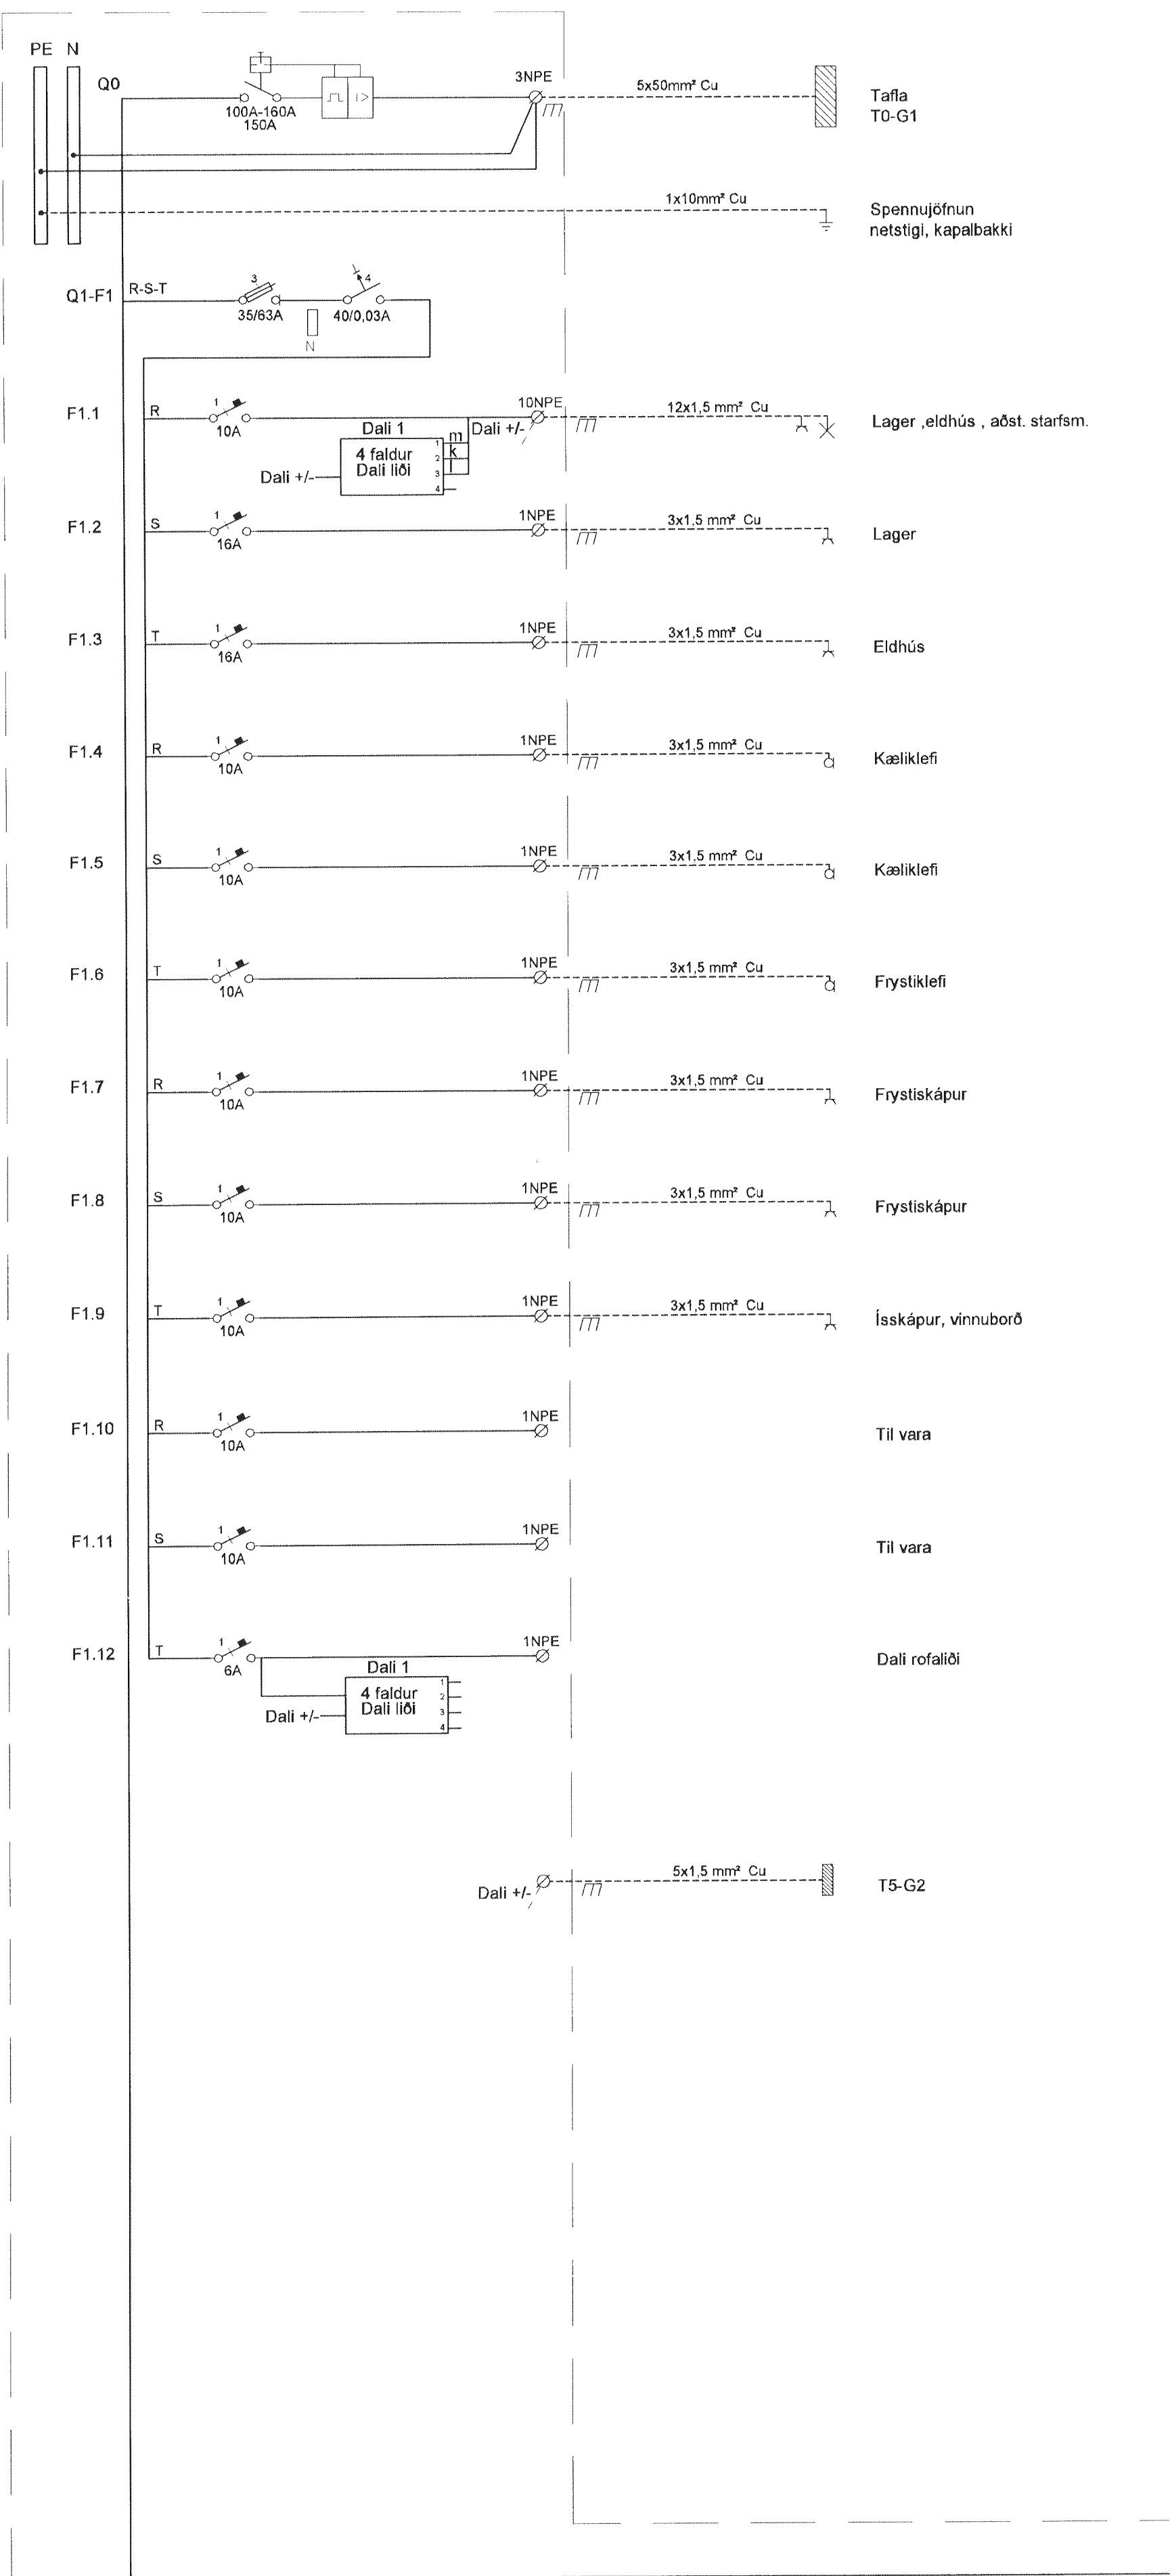 PE N
Q0
100A-160A
150A
I>
3NPE
5x50mm² Cu
Tafla
T0-G1
1x10mm² Cu
Spennujöfnun
netstigi, kapalbakki
Q1-F1
R-S-T
3
35/63A
N
4
40/0,03A
F1.1
R
1
10A
Dali 1
4 faldur
Dali liði
Dali +/-
1
2
3
4
m
k
l
Dali +/-
10NPE
12x1,5 mm² Cu
Lager ,eldhús , aðst. starfsm.
F1.2
S
1
16A
1NPE
3x1,5 mm² Cu
Lager
F1.3
T
1
16A
1NPE
3x1,5 mm² Cu
Eldhús
F1.4
R
1
10A
1NPE
3x1,5 mm² Cu
Kæliklefi
F1.5
S
1
10A
1NPE
3x1,5 mm² Cu
Kæliklefi
F1.6
T
1
10A
1NPE
3x1,5 mm² Cu
Frystiklefi
F1.7
R
1
10A
1NPE
3x1,5 mm² Cu
Frystiskápur
F1.8
S
1
10A
1NPE
3x1,5 mm² Cu
Frystiskápur
F1.9
T
1
10A
1NPE
3x1,5 mm² Cu
Ísskápur, vinnuborð
F1.10
R
1
10A
1NPE
Til vara
F1.11
S
1
10A
1NPE
Til vara
F1.12
T
1
6A
1NPE
Dali rofaliði
Dali 1
4 faldur
Dali liði
Dali +/-
1
2
3
4
Dali +/-
5x1,5 mm² Cu
T5-G2